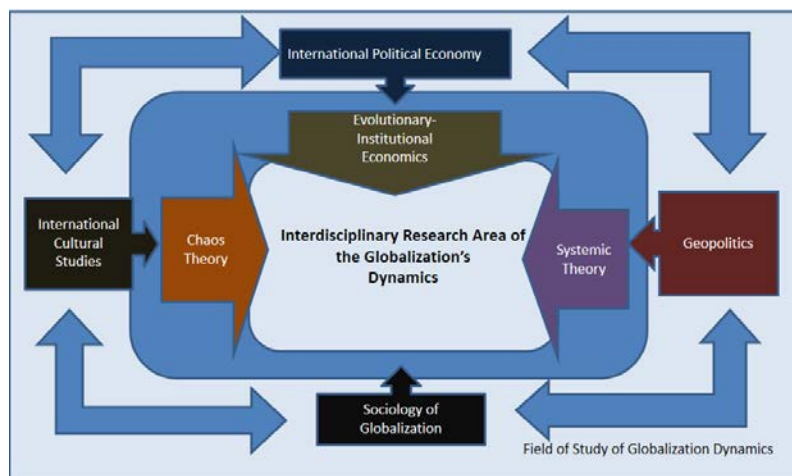 International Political Economy
Evolutionary-
Institutional
Economics
International
Cultural
Studies
Chaos
Theory
Interdisciplinary Research Area of
the Globalization's
Dynamics
Systemic
Theory
Geopolitics
Sociology of
Globalization
Field of Study of Globalization Dynamics